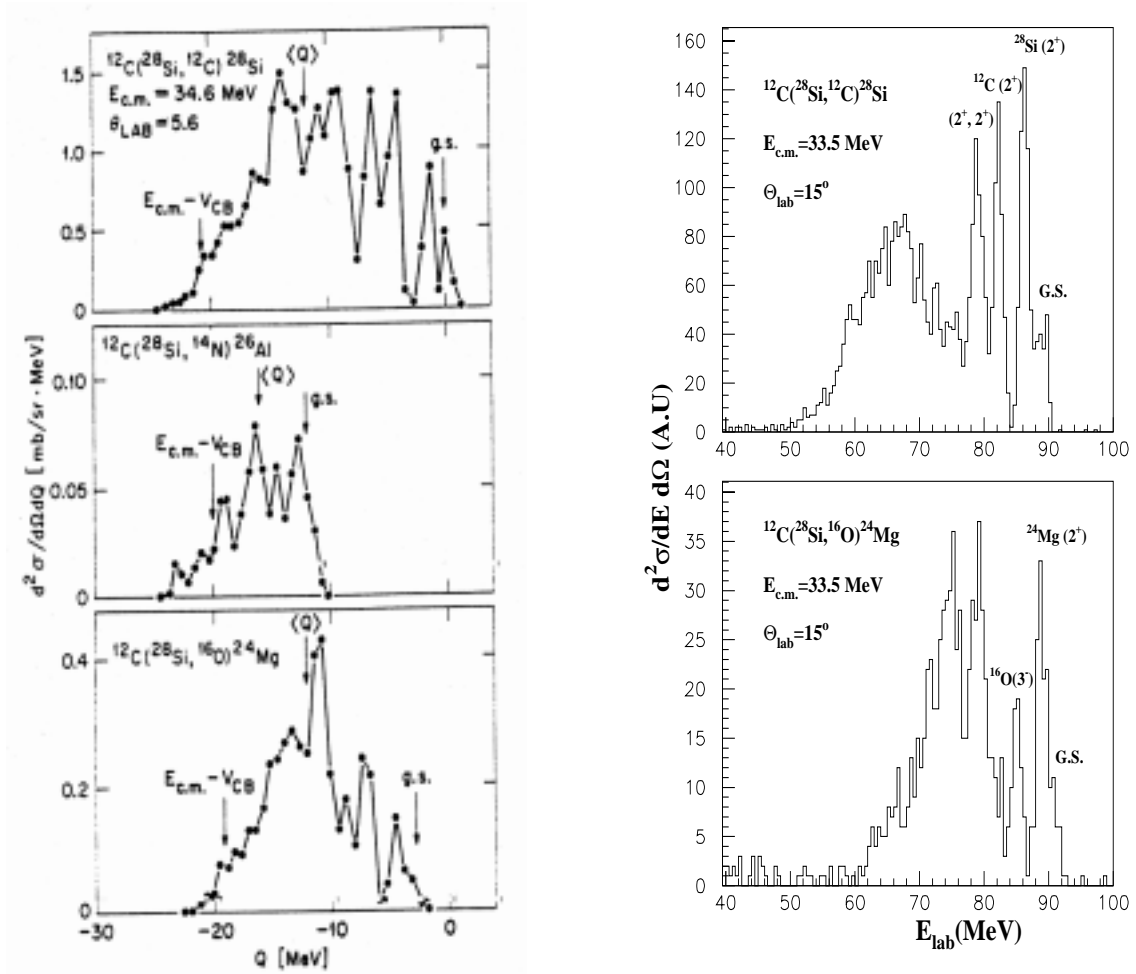 ¹²C(²⁸Si,¹²C)²⁸Si
E_c.m. = 34.6 MeV
θ_LAB = 5.6
⟨Q⟩
g.s.
E_c.m. - V_CB
1.5
1.0
0.5
0
-30
-20
-10
0
¹²C(²⁸Si,¹⁴N)²⁶Al
⟨Q⟩
g.s.
E_c.m. - V_CB
0.10
0.05
0
d²σ/dΩdQ [mb/sr·MeV]
¹²C(²⁸Si,¹⁶O)²⁴Mg
⟨Q⟩
g.s.
E_c.m. - V_CB
0.4
0.2
0
-30
-20
-10
0
Q [MeV]
160
140
120
100
80
60
40
20
0
¹²C(²⁸Si,¹²C)²⁸Si
E_c.m.=33.5 MeV
Θ_lab=15°
²⁸Si (2⁺)
¹²C (2⁺)
(2⁺, 2⁺)
G.S.
40
50
60
70
80
90
100
d²σ/dE dΩ (A.U)
40
35
30
25
20
15
10
5
0
¹²C(²⁸Si,¹⁶O)²⁴Mg
E_c.m.=33.5 MeV
Θ_lab=15°
²⁴Mg (2⁺)
¹⁶O(3⁻)
G.S.
40
50
60
70
80
90
100
E_lab(MeV)